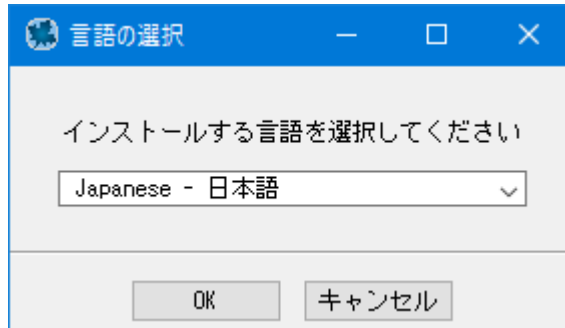 言語の選択
インストールする言語を選択してください
Japanese - 日本語
OK
キャンセル